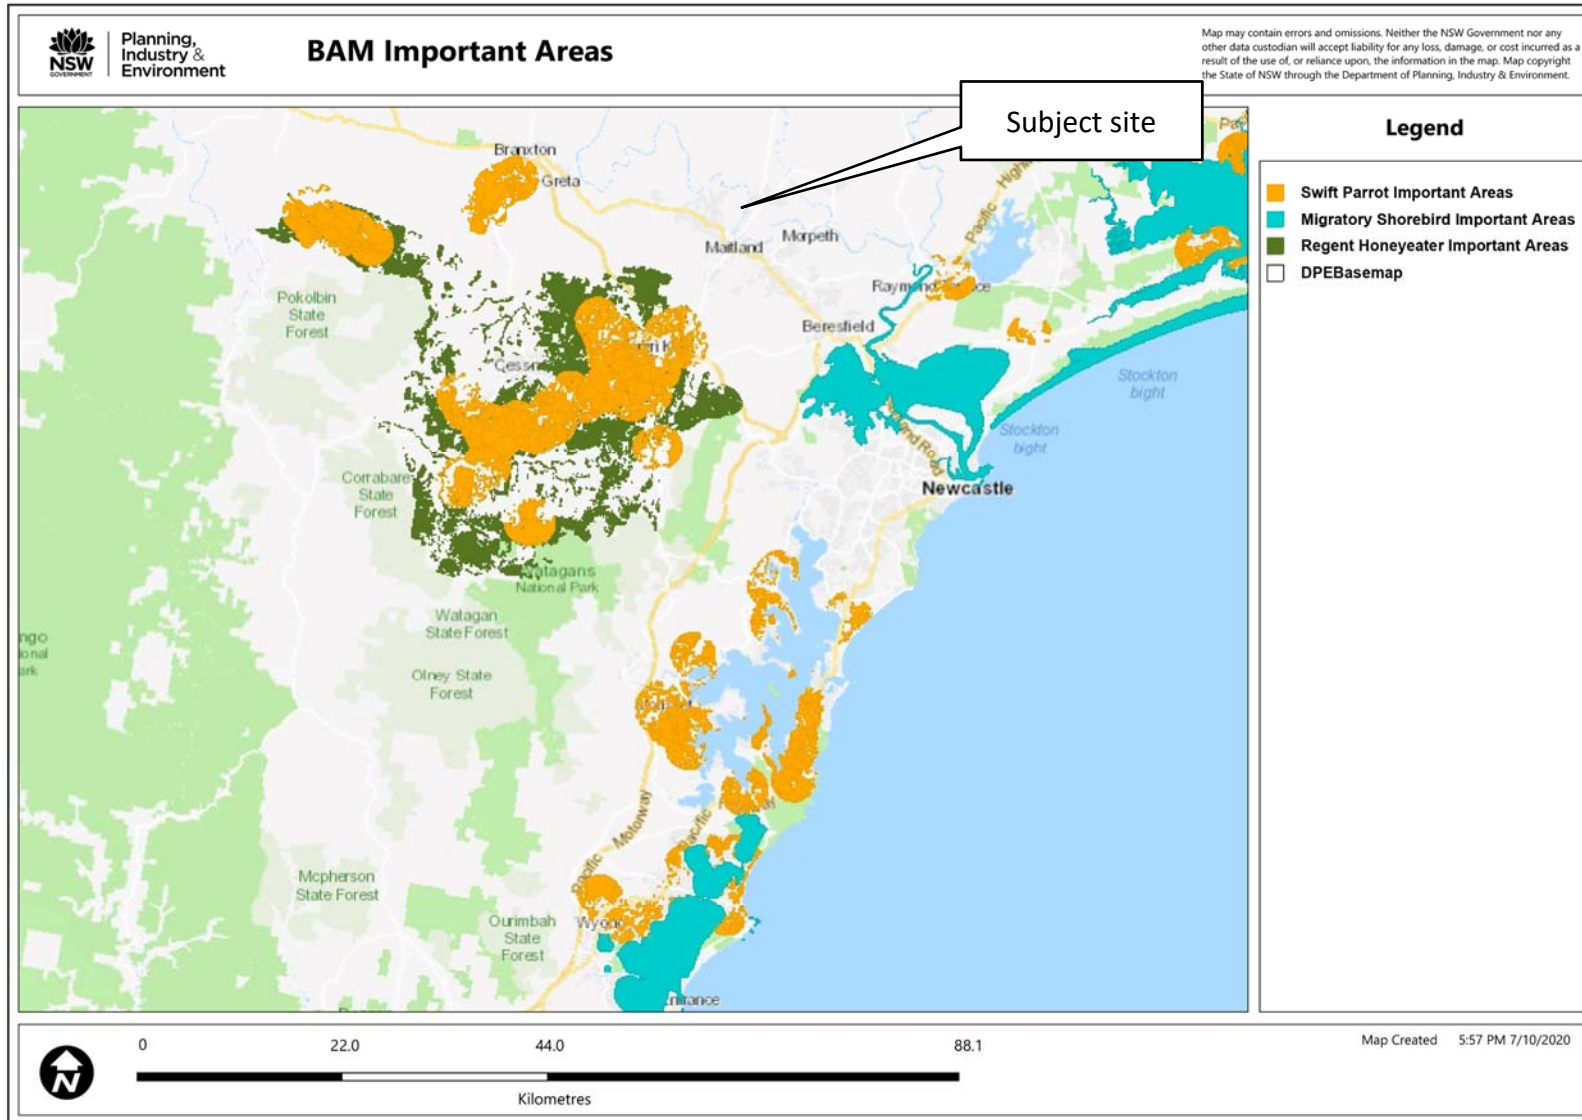 NSW
GOVERNMENT
Planning,
Industry &
Environment
BAM Important Areas
Map may contain errors and omissions. Neither the NSW Government nor any
other data custodian will accept liability for any loss, damage, or cost incurred as a
result of the use of, or reliance upon, the information in the map. Map copyright
the State of NSW through the Department of Planning, Industry & Environment.
Subject site
Legend
Swift Parrot Important Areas
Migratory Shorebird Important Areas
Regent Honeyeater Important Areas
DPEBasemap
Branxton
Greta
Pacific
Maitland
Morpeth
Pokolbin
State
Forest
Beresfield
Stockton
bight
Stockton
bight
Newcastle
Corrabare
State
Forest
National Park
Watagan
State Forest
Olney State
Forest
Pacific
Motorway
Mcpherson
State Forest
Ourimbah
State
Forest
0
22.0
44.0
88.1
Kilometres
N
Map Created 5:57 PM 7/10/2020